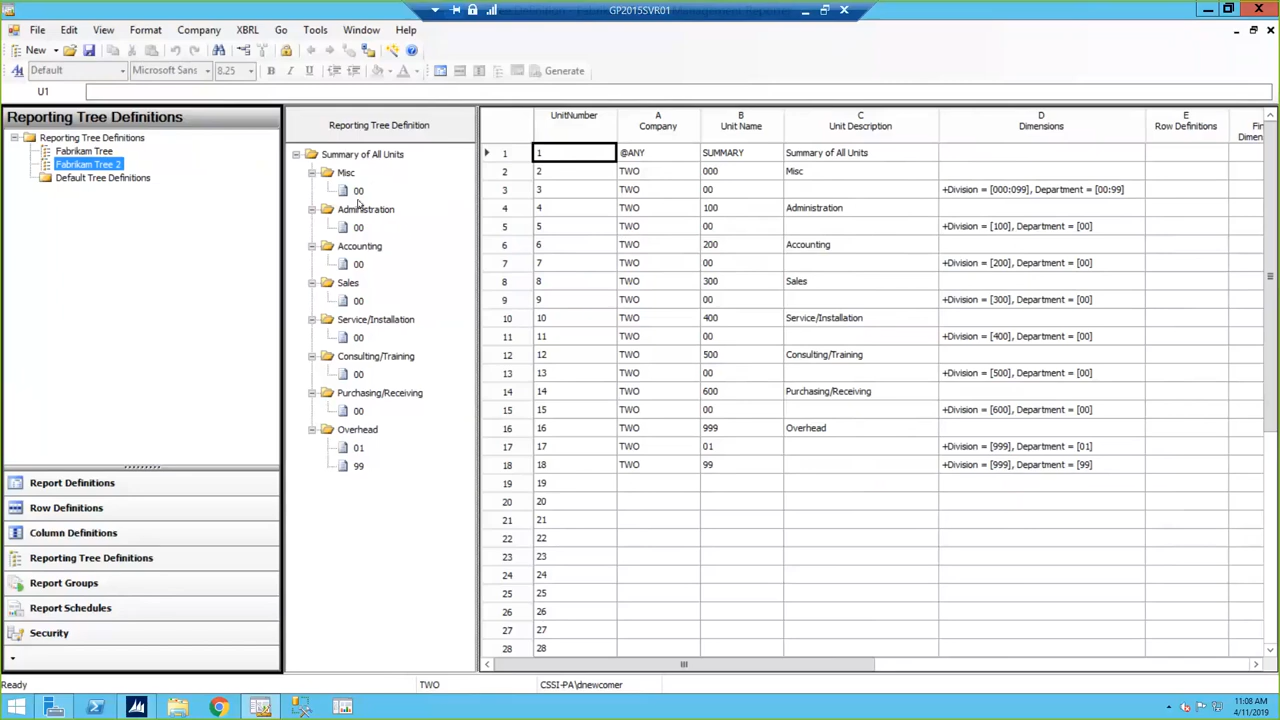 GP2015SVR01
File Edit View Format Company XBRL Go Tools Window Help
New
Default Microsoft Sans 8.25 B I U A Generate
U1
Reporting Tree Definitions
Reporting Tree Definitions
Fabrikam Tree
Fabrikam Tree 2
Default Tree Definitions
Report Definitions
Row Definitions
Column Definitions
Reporting Tree Definitions
Report Groups
Report Schedules
Security
Reporting Tree Definition
Summary of All Units
Misc
00
Administration
00
Accounting
00
Sales
00
Service/Installation
00
Consulting/Training
00
Purchasing/Receiving
00
Overhead
01
99
UnitNumber A Company B Unit Name C Unit Description D Dimensions E Row Definitions
1 1 @ANY SUMMARY Summary of All Units
2 2 TWO 000 Misc
3 3 TWO 00 +Division = [000:099], Department = [00:99]
4 4 TWO 100 Administration
5 5 TWO 00 +Division = [100], Department = [00]
6 6 TWO 200 Accounting
7 7 TWO 00 +Division = [200], Department = [00]
8 8 TWO 300 Sales
9 9 TWO 00 +Division = [300], Department = [00]
10 10 TWO 400 Service/Installation
11 11 TWO 00 +Division = [400], Department = [00]
12 12 TWO 500 Consulting/Training
13 13 TWO 00 +Division = [500], Department = [00]
14 14 TWO 600 Purchasing/Receiving
15 15 TWO 00 +Division = [600], Department = [00]
16 16 TWO 999 Overhead
17 17 TWO 01 +Division = [999], Department = [01]
18 18 TWO 99 +Division = [999], Department = [99]
19 19
20 20
21 21
22 22
23 23
24 24
25 25
26 26
27 27
28 28
Ready TWO CSSI-PA\dnewcomer
11:08 AM
4/11/2019